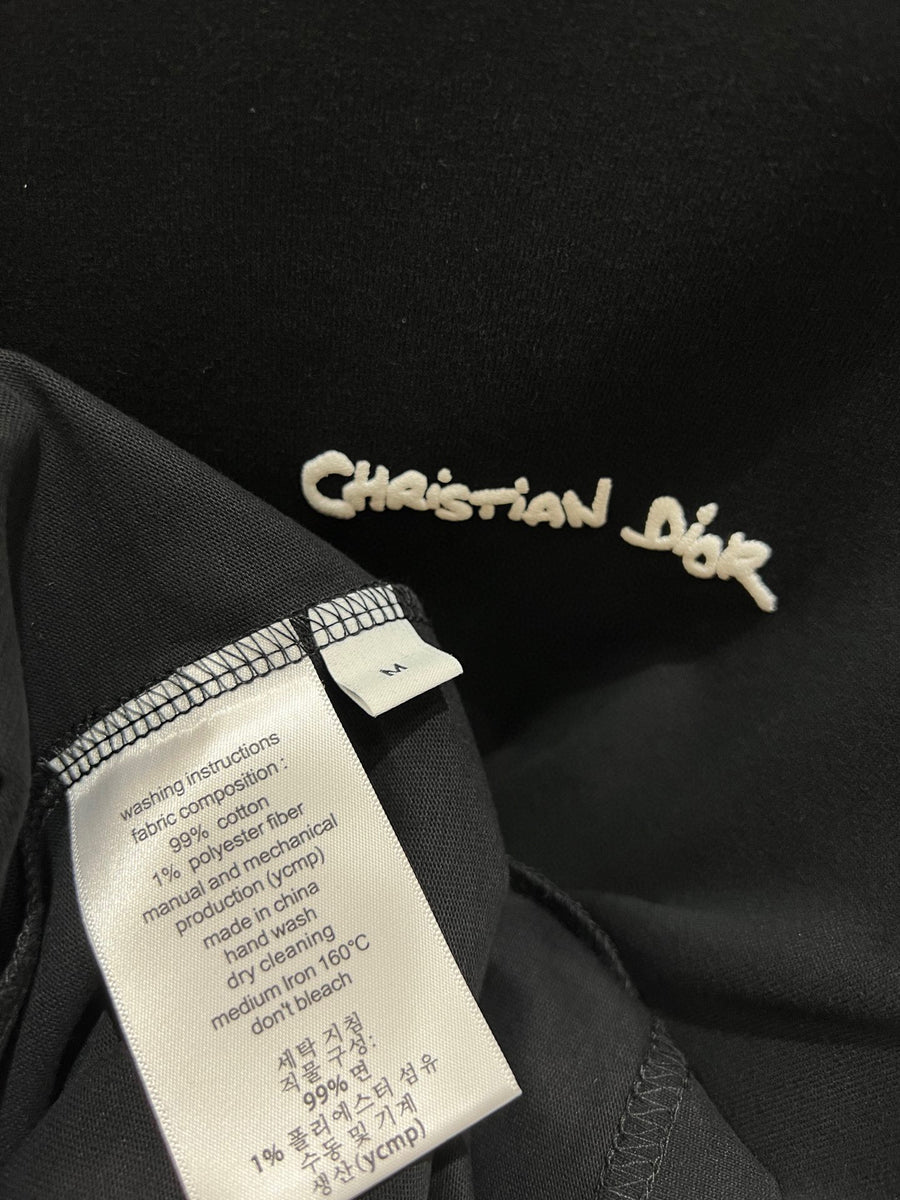 CHRiSTiAN DiOR
M
washing instructions
fabric composition :
99% cotton
1% polyester fiber
manual and mechanical
production (ycmp)
made in china
hand wash
dry cleaning
medium Iron 160°C
don't bleach
세탁 지침
직물 구성:
99% 면
1% 폴리에스터 섬유
수동 및 기계
생산(ycmp)